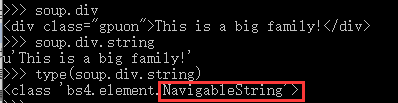 >>> soup.div
<div class="gpuon">This is a big family!</div>
>>> soup.div.string
u'This is a big family!'
>>> type(soup.div.string)
<class 'bs4.element.NavigableString'>
>>>